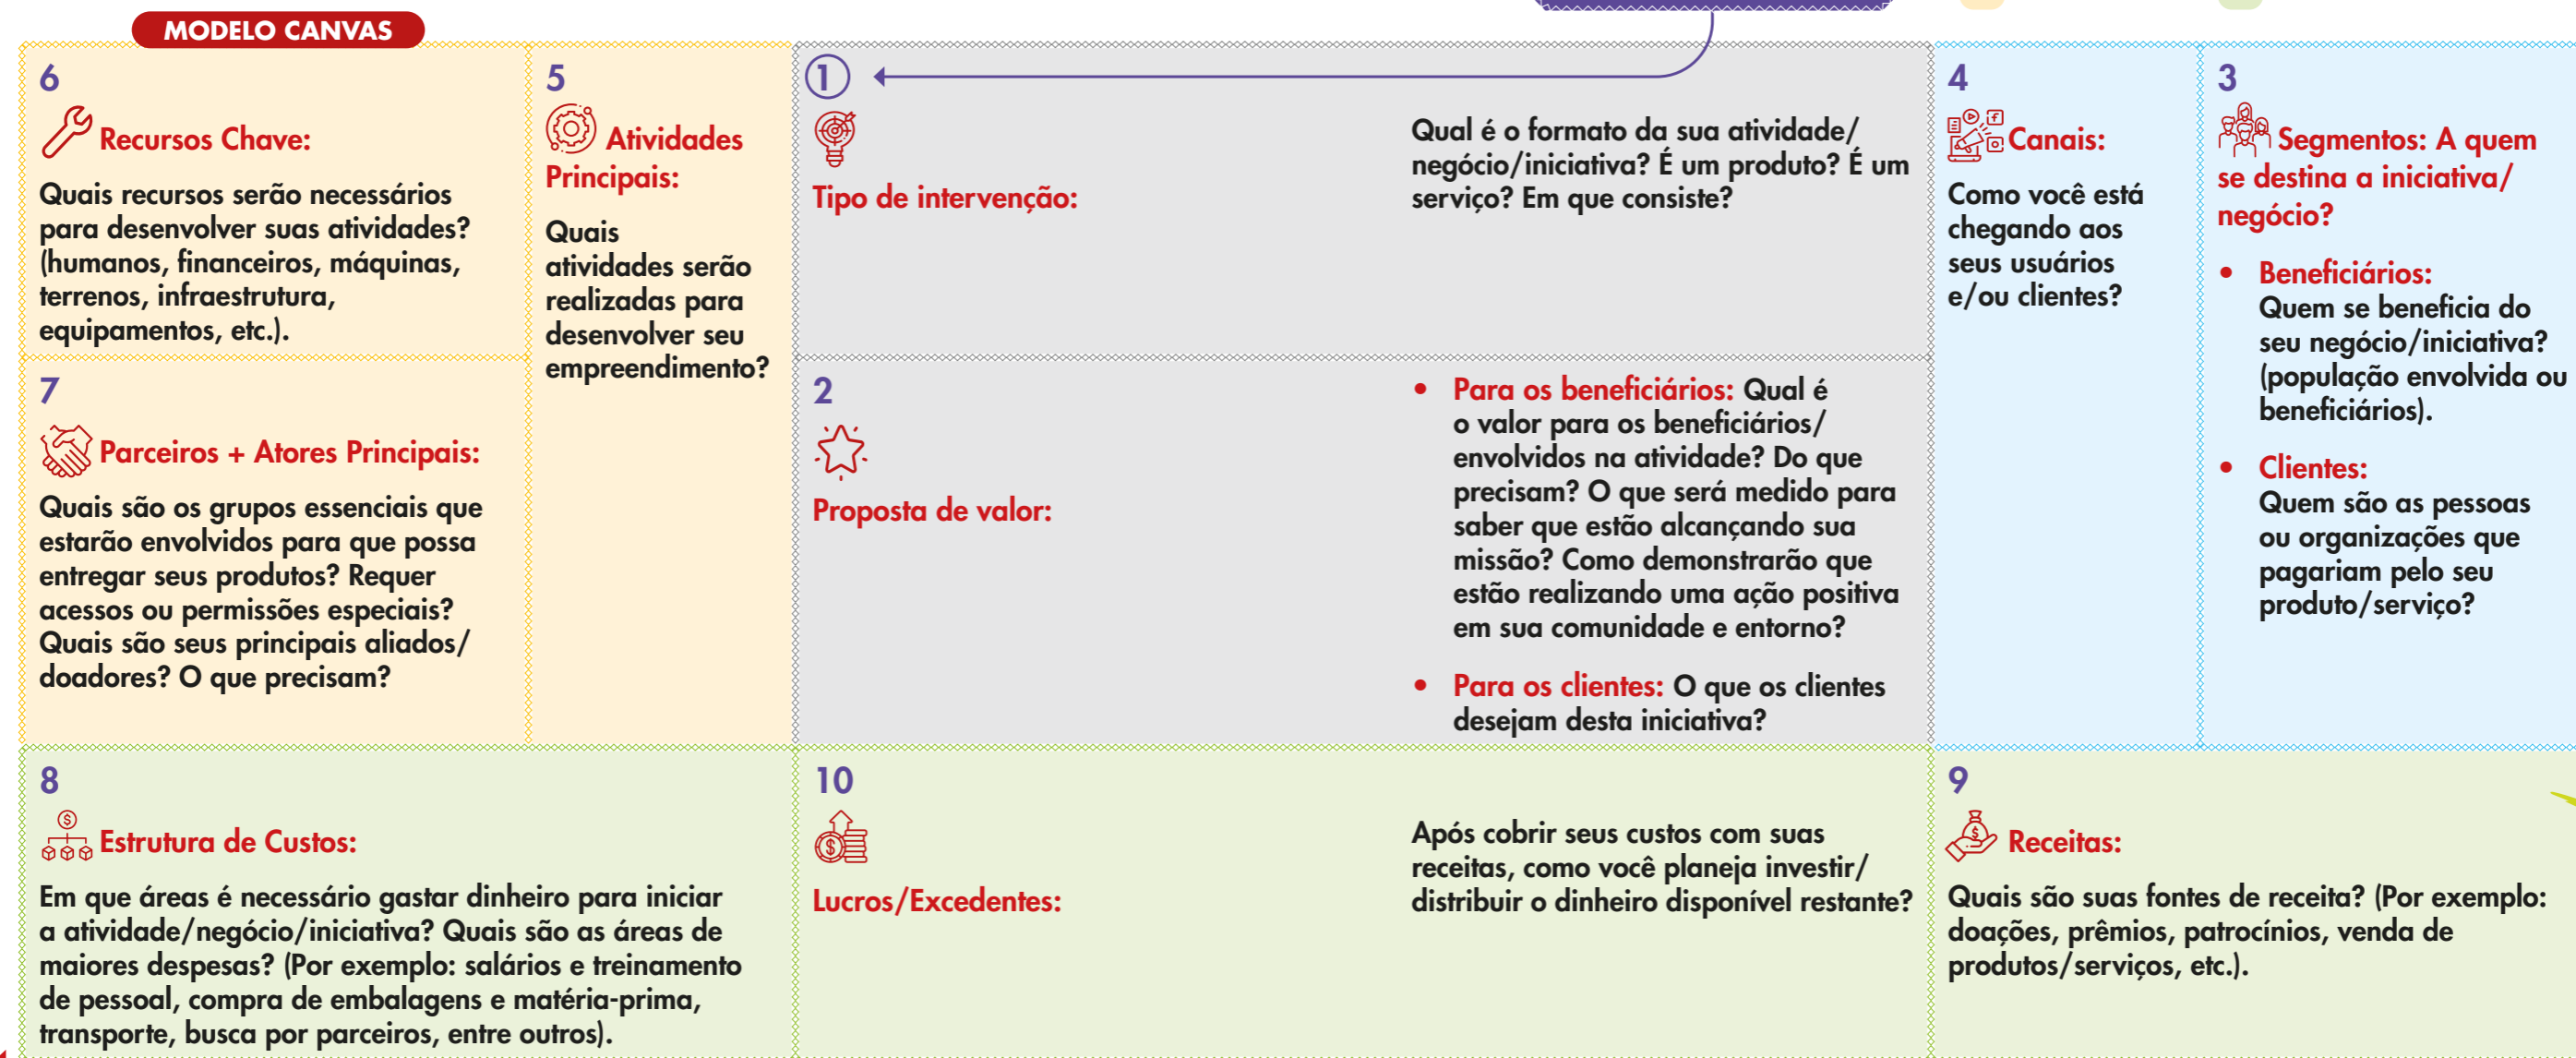 MODELO CANVAS
6
Recursos Chave:
Quais recursos serão necessários
para desenvolver suas atividades?
(humanos, financeiros, máquinas,
terrenos, infraestrutura,
equipamentos, etc.).
7
Parceiros + Atores Principais:
Quais são os grupos essenciais que
estarão envolvidos para que possa
entregar seus produtos? Requer
acessos ou permissões especiais?
Quais são seus principais aliados/
doadores? O que precisam?
5
Atividades
Principais:
Quais
atividades serão
realizadas para
desenvolver seu
empreendimento?
1
Tipo de intervenção:
Qual é o formato da sua atividade/
negócio/iniciativa? É um produto? É um
serviço? Em que consiste?
2
Proposta de valor:
• Para os beneficiários: Qual é
o valor para os beneficiários/
envolvidos na atividade? Do que
precisam? O que será medido para
saber que estão alcançando sua
missão? Como demonstrarão que
estão realizando uma ação positiva
em sua comunidade e entorno?
• Para os clientes: O que os clientes
desejam desta iniciativa?
4
Canais:
Como você está
chegando aos
seus usuários
e/ou clientes?
3
Segmentos: A quem
se destina a iniciativa/
negócio?
• Beneficiários:
Quem se beneficia do
seu negócio/iniciativa?
(população envolvida ou
beneficiários).
• Clientes:
Quem são as pessoas
ou organizações que
pagariam pelo seu
produto/serviço?
8
Estrutura de Custos:
Em que áreas é necessário gastar dinheiro para iniciar
a atividade/negócio/iniciativa? Quais são as áreas de
maiores despesas? (Por exemplo: salários e treinamento
de pessoal, compra de embalagens e matéria-prima,
transporte, busca por parceiros, entre outros).
10
Lucros/Excedentes:
Após cobrir seus custos com suas
receitas, como você planeja investir/
distribuir o dinheiro disponível restante?
9
Receitas:
Quais são suas fontes de receita? (Por exemplo:
doações, prêmios, patrocínios, venda de
produtos/serviços, etc.).